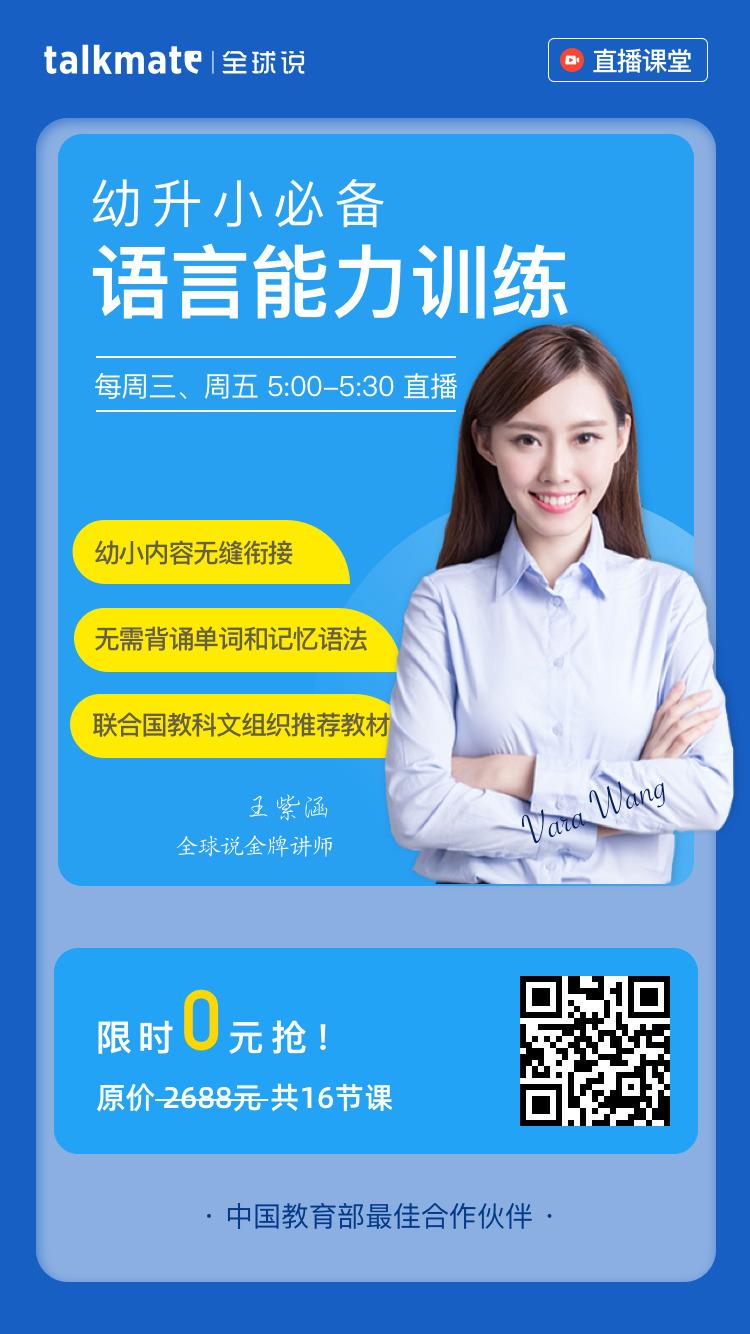 talkmate 全球说
直播课堂
幼升小必备
语言能力训练
每周三、周五 5:00-5:30 直播
幼小内容无缝衔接
无需背诵单词和记忆语法
联合国教科文组织推荐教材
王紫涵
全球说金牌讲师
Vara Wang
限时0元抢!
原价 2688元 共16节课
· 中国教育部最佳合作伙伴 ·